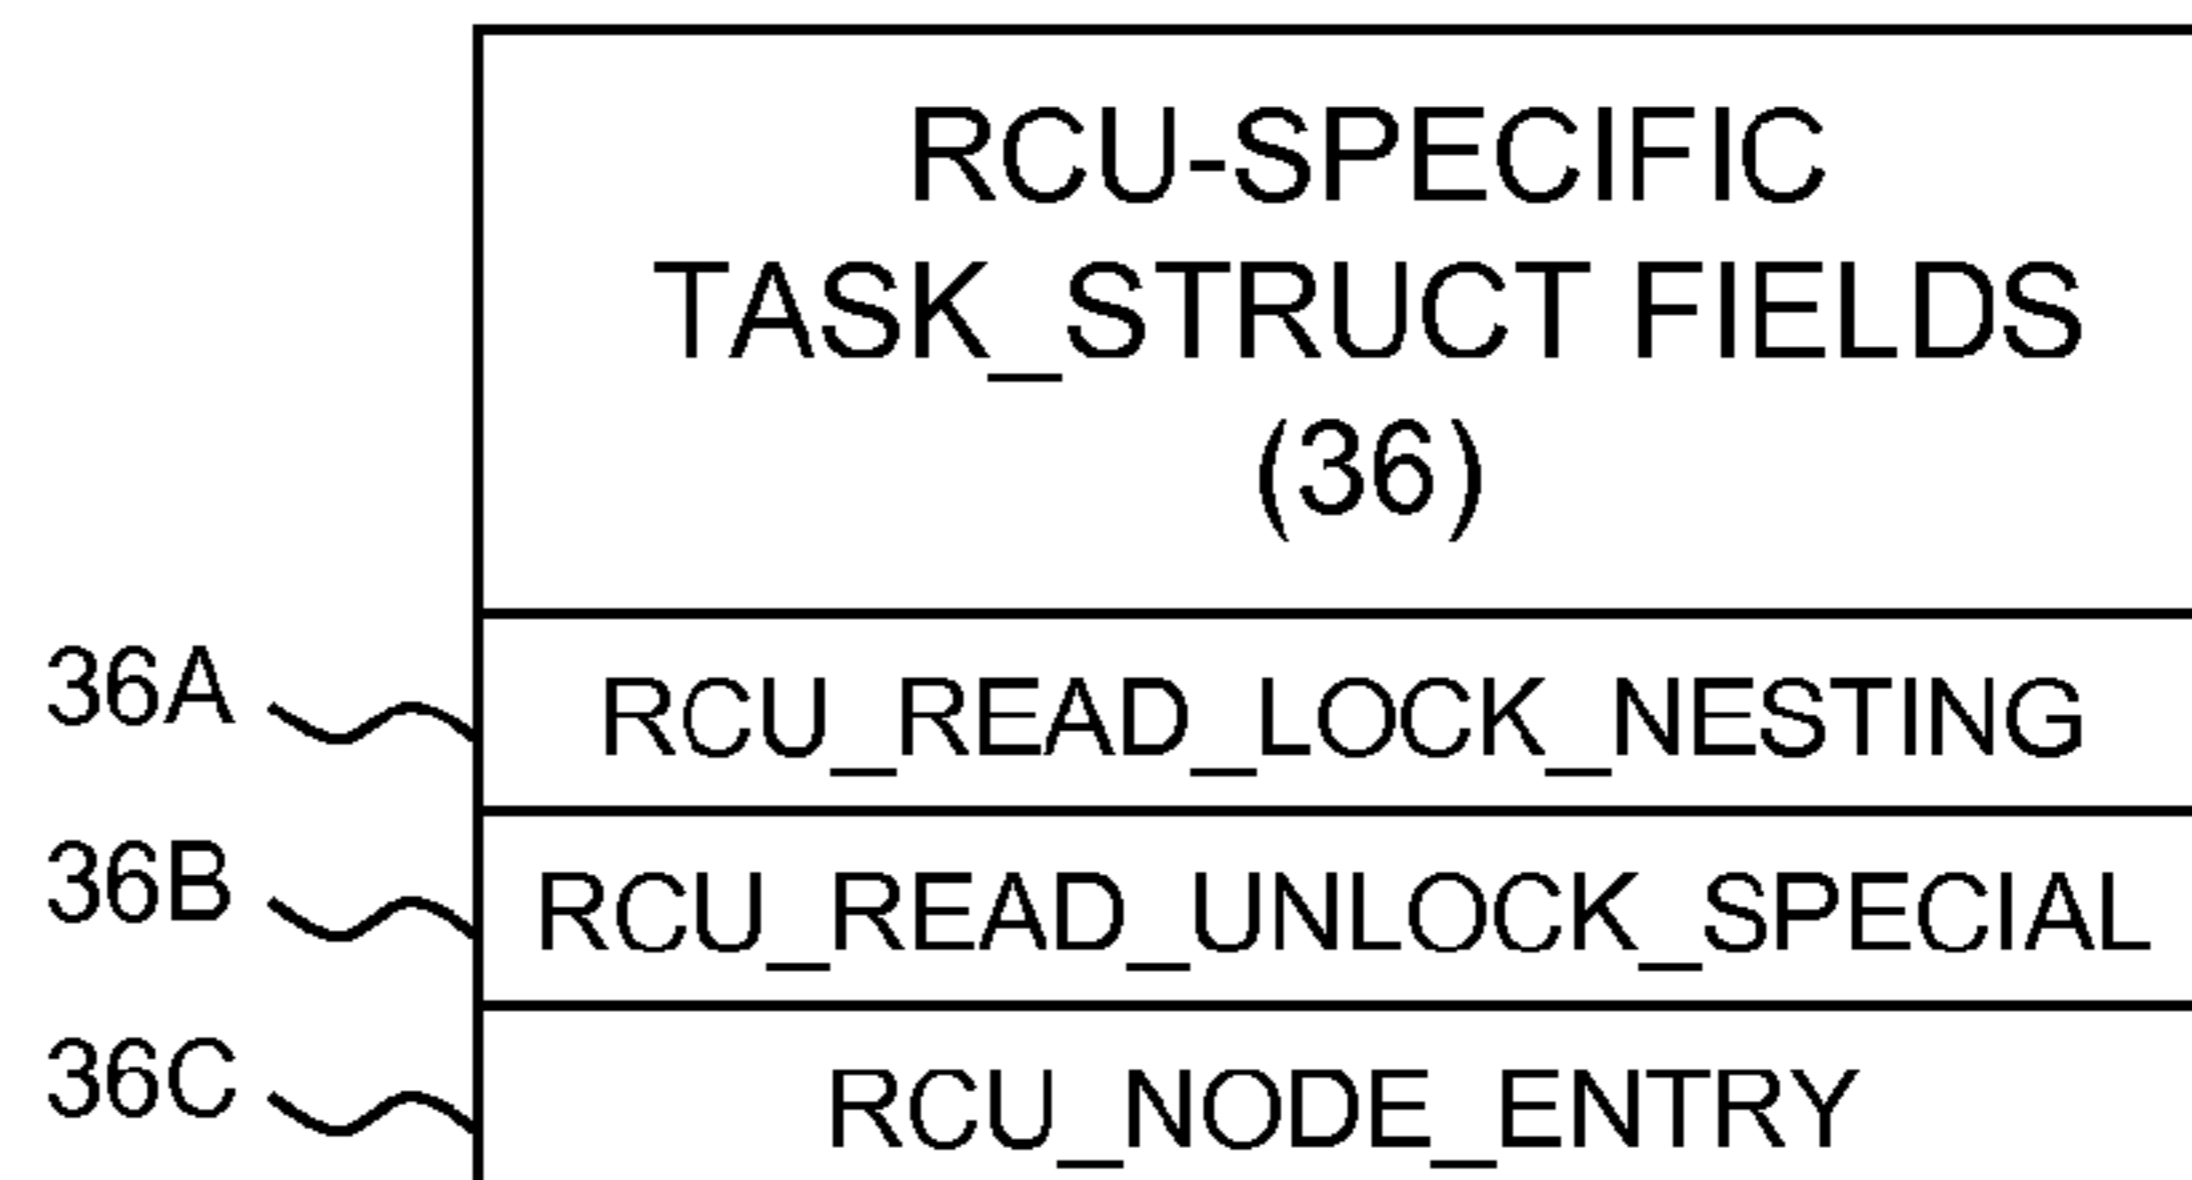 RCU-SPECIFIC
TASK_STRUCT FIELDS
(36)
36A RCU_READ_LOCK_NESTING
36B RCU_READ_UNLOCK_SPECIAL
36C RCU_NODE_ENTRY